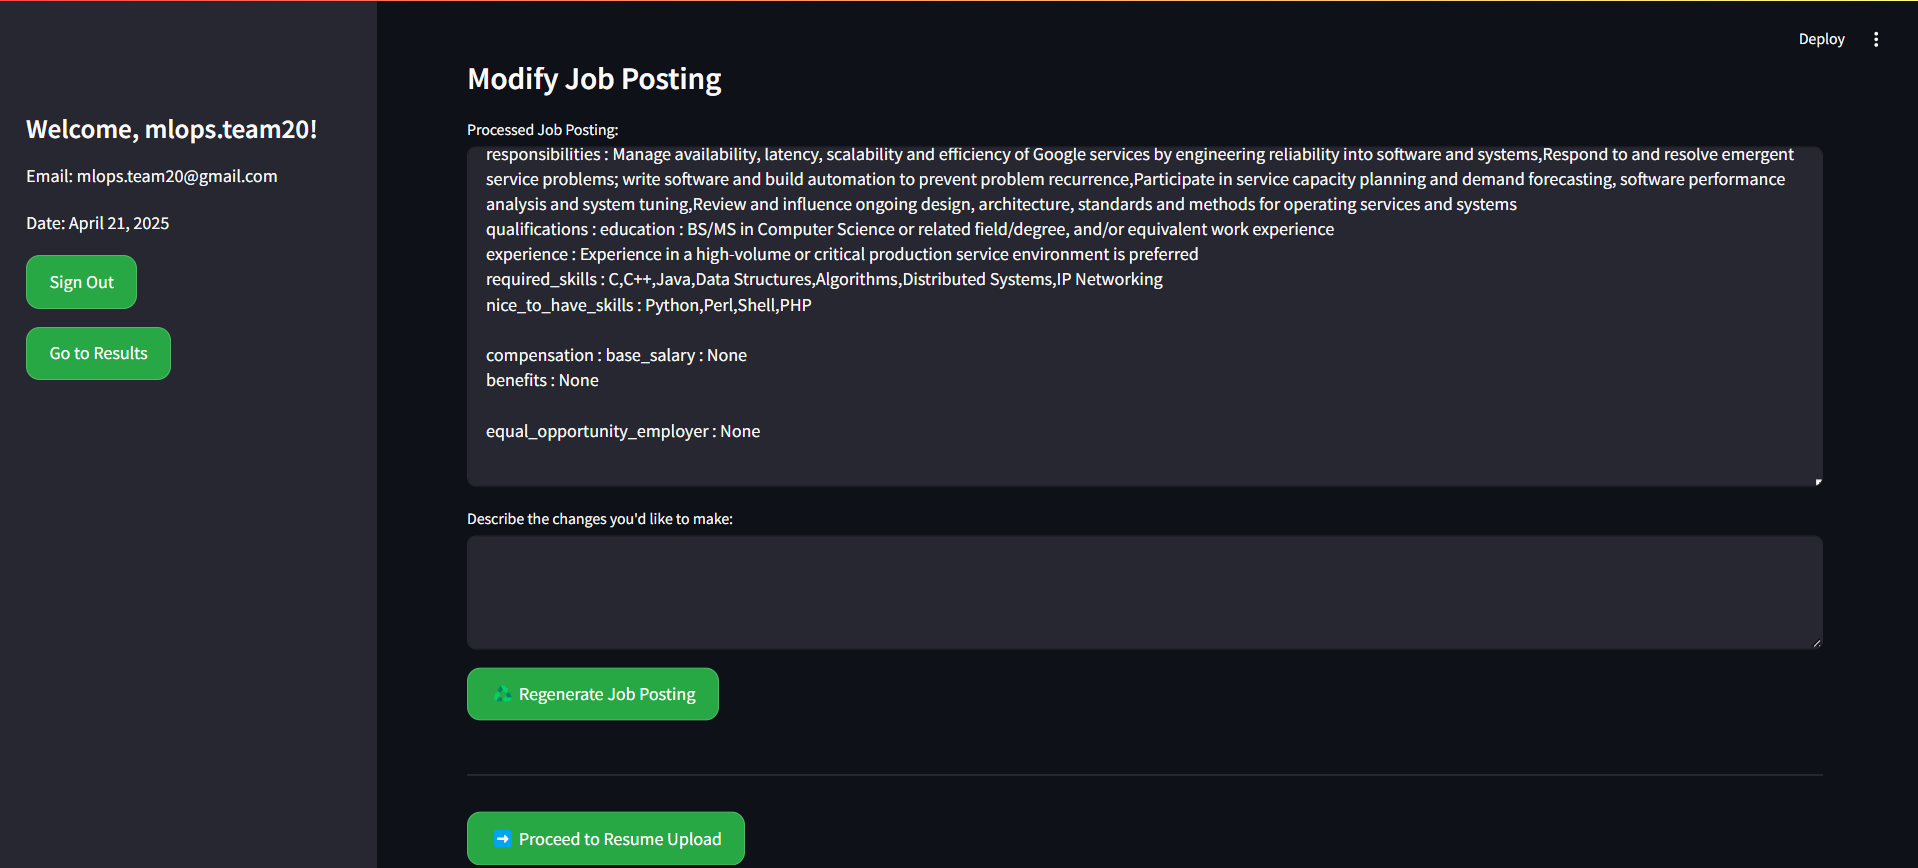 Deploy
Welcome, mlops.team20!
Email: mlops.team20@gmail.com
Date: April 21, 2025
Sign Out
Go to Results
Modify Job Posting
Processed Job Posting:
responsibilities : Manage availability, latency, scalability and efficiency of Google services by engineering reliability into software and systems,Respond to and resolve emergent
service problems; write software and build automation to prevent problem recurrence,Participate in service capacity planning and demand forecasting, software performance
analysis and system tuning,Review and influence ongoing design, architecture, standards and methods for operating services and systems
qualifications : education : BS/MS in Computer Science or related field/degree, and/or equivalent work experience
experience : Experience in a high-volume or critical production service environment is preferred
required_skills : C,C++,Java,Data Structures,Algorithms,Distributed Systems,IP Networking
nice_to_have_skills : Python,Perl,Shell,PHP
compensation : base_salary : None
benefits : None
equal_opportunity_employer : None
Describe the changes you'd like to make:
Regenerate Job Posting
Proceed to Resume Upload